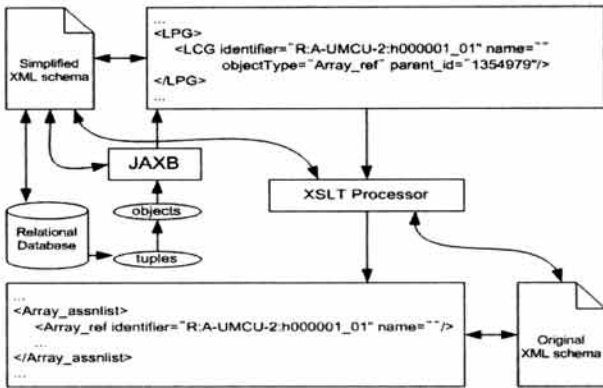 Simplified
XML schema
...
<LPG>
<LCG identifier="R:A-UMCU-2:h000001_01" name=""
objectType="Array_ref" parent_id="1354979"/>
</LPG>
...
JAXB
XSLT Processor
objects
Relational
Database
tuples
...
<Array_assnlist>
<Array_ref identifier="R:A-UMCU-2:h000001_01" name=""/>
...
</Array_assnlist>
...
Original
XML schema